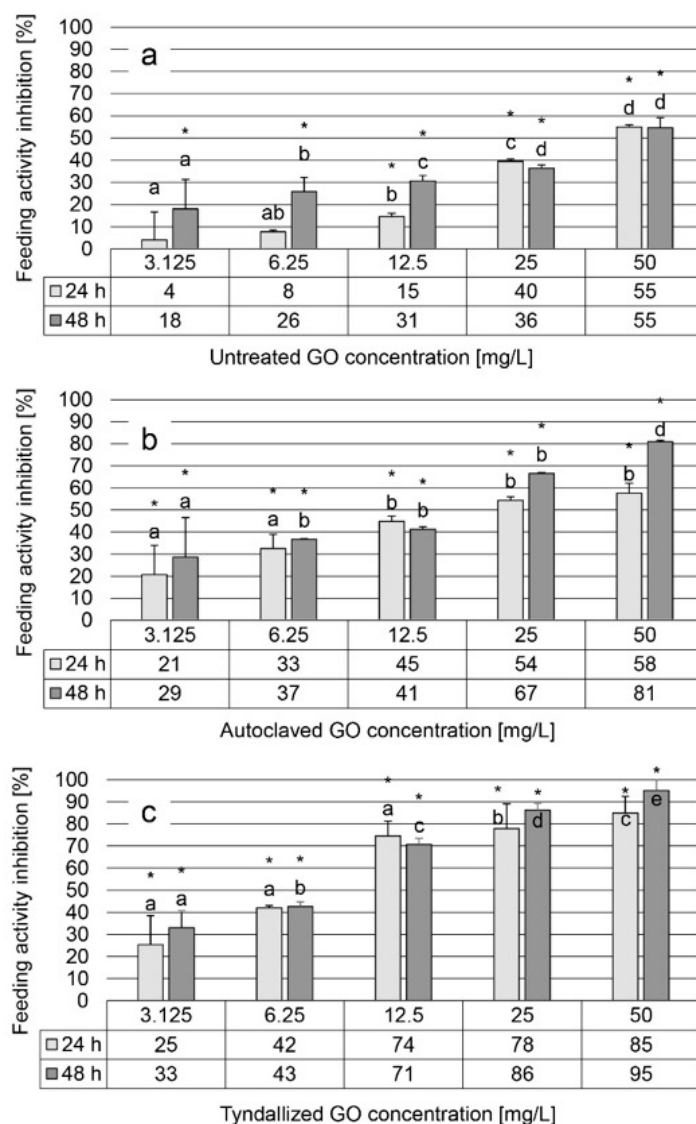 Feeding activity inhibition [%]
a
100
90
80
70
60
50
40
30
20
10
0
* * * * * * *
a a ab b b c c d d d
3.125 6.25 12.5 25 50
24 h 4 8 15 40 55
48 h 18 26 31 36 55
Untreated GO concentration [mg/L]
Feeding activity inhibition [%]
b
100
90
80
70
60
50
40
30
20
10
0
* * * * * * * * * *
a a a b b b b b b d
3.125 6.25 12.5 25 50
24 h 21 33 45 54 58
48 h 29 37 41 67 81
Autoclaved GO concentration [mg/L]
Feeding activity inhibition [%]
c
100
90
80
70
60
50
40
30
20
10
0
* * * * * * * * * *
a a a b a c b d c e
3.125 6.25 12.5 25 50
24 h 25 42 74 78 85
48 h 33 43 71 86 95
Tyndallized GO concentration [mg/L]